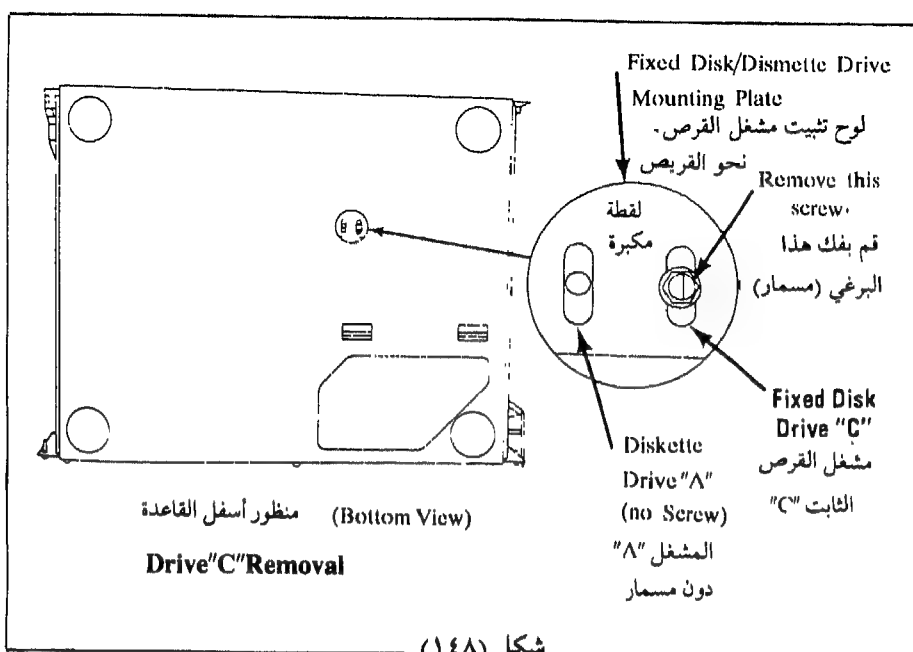 Fixed Disk/Dismette Drive
Mounting Plate
لوح تثبيت مشغل القرص.
نحو القريص
Remove this
screw.
قم بفك هذا
البرغي (مسمار)
لقطة
مكبرة
Fixed Disk
Drive "C"
مشغل القرص
الثابت "C"
Diskette
Drive "A"
(no Screw)
المشغل "A"
دون مسمار
منظور أسفل القاعدة (Bottom View)
Drive"C"Removal
شكل (١٤٨)